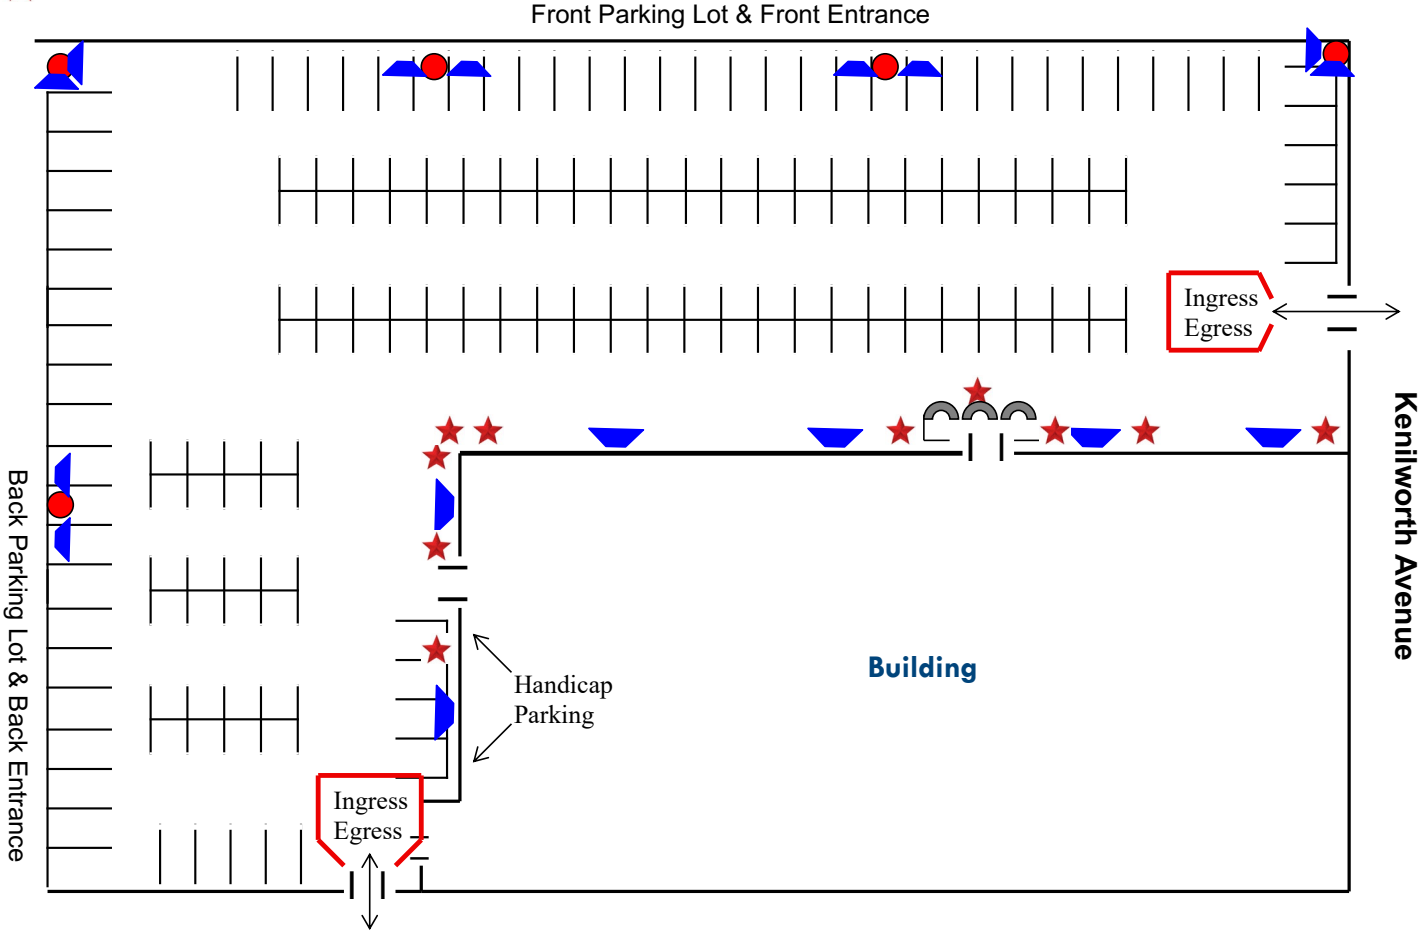 Front Parking Lot & Front Entrance
Ingress
Egress
Kenilworth Avenue
Back Parking Lot & Back Entrance
Building
Handicap
Parking
Ingress
Egress